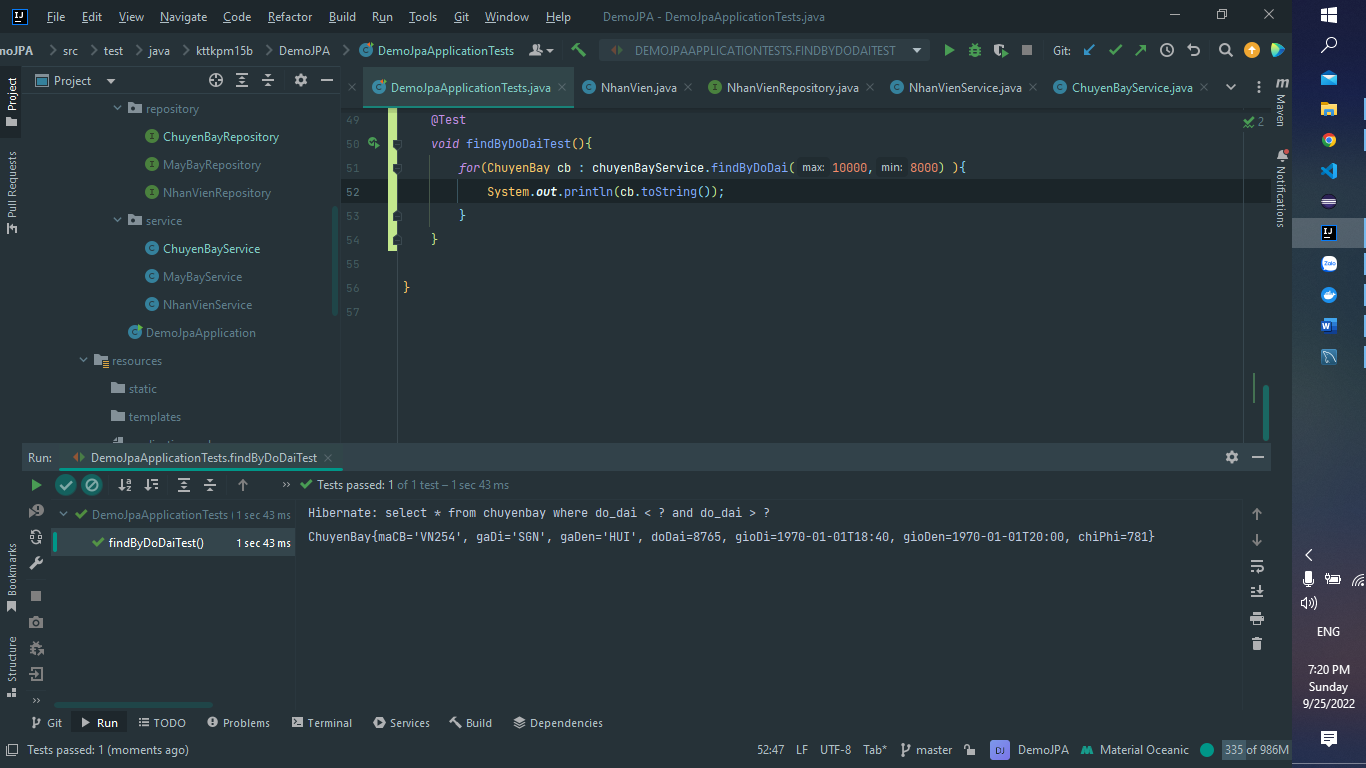 File Edit View Navigate Code Refactor Build Run Tools Git Window Help DemoJPA - DemoJpaApplicationTests.java
moJPA src test java kttkpm15b DemoJPA DemoJpaApplicationTests DEMOJPAAPPLICATIONTESTS.FINDBYDODAITEST Git:
Project
DemoJpaApplicationTests.java NhanVien.java NhanVienRepository.java NhanVienService.java ChuyenBayService.java
repository
ChuyenBayRepository
MayBayRepository
NhanVienRepository
service
ChuyenBayService
MayBayService
NhanVienService
DemoJpaApplication
resources
static
templates
49 @Test
50 void findByDoDaiTest(){
51 for(ChuyenBay cb : chuyenBayService.findByDoDai( max: 10000, min: 8000) ){
52 System.out.println(cb.toString());
53 }
54 }
55
56 }
57
2
Project
Pull Requests
Bookmarks
Structure
m Maven
Notifications
Run: DemoJpaApplicationTests.findByDoDaiTest
Tests passed: 1 of 1 test – 1 sec 43 ms
DemoJpaApplicationTests 1 sec 43 ms
findByDoDaiTest() 1 sec 43 ms
Hibernate: select * from chuyenbay where do_dai < ? and do_dai > ?
ChuyenBay{maCB='VN254', gaDi='SGN', gaDen='HUI', doDai=8765, gioDi=1970-01-01T18:40, gioDen=1970-01-01T20:00, chiPhi=781}
Git Run TODO Problems Terminal Services Build Dependencies
Tests passed: 1 (moments ago) 52:47 LF UTF-8 Tab* master DJ DemoJPA Material Oceanic 335 of 986M
Zalo
ENG
7:20 PM
Sunday
9/25/2022